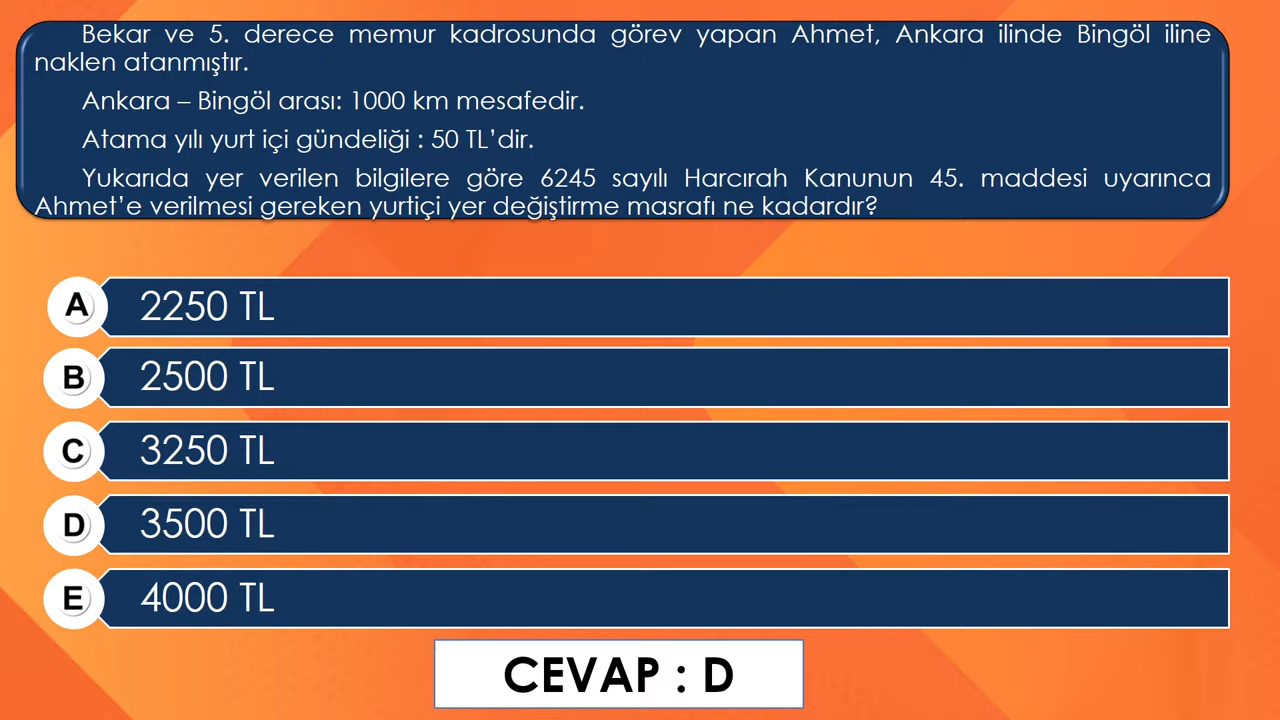 Bekar ve 5. derece memur kadrosunda görev yapan Ahmet, Ankara ilinde Bingöl iline
naklen atanmıştır.
Ankara – Bingöl arası: 1000 km mesafedir.
Atama yılı yurt içi gündeliği : 50 TL’dir.
Yukarıda yer verilen bilgilere göre 6245 sayılı Harcırah Kanunun 45. maddesi uyarınca
Ahmet’e verilmesi gereken yurtiçi yer değiştirme masrafı ne kadardır?
A 2250 TL
B 2500 TL
C 3250 TL
D 3500 TL
E 4000 TL
CEVAP : D